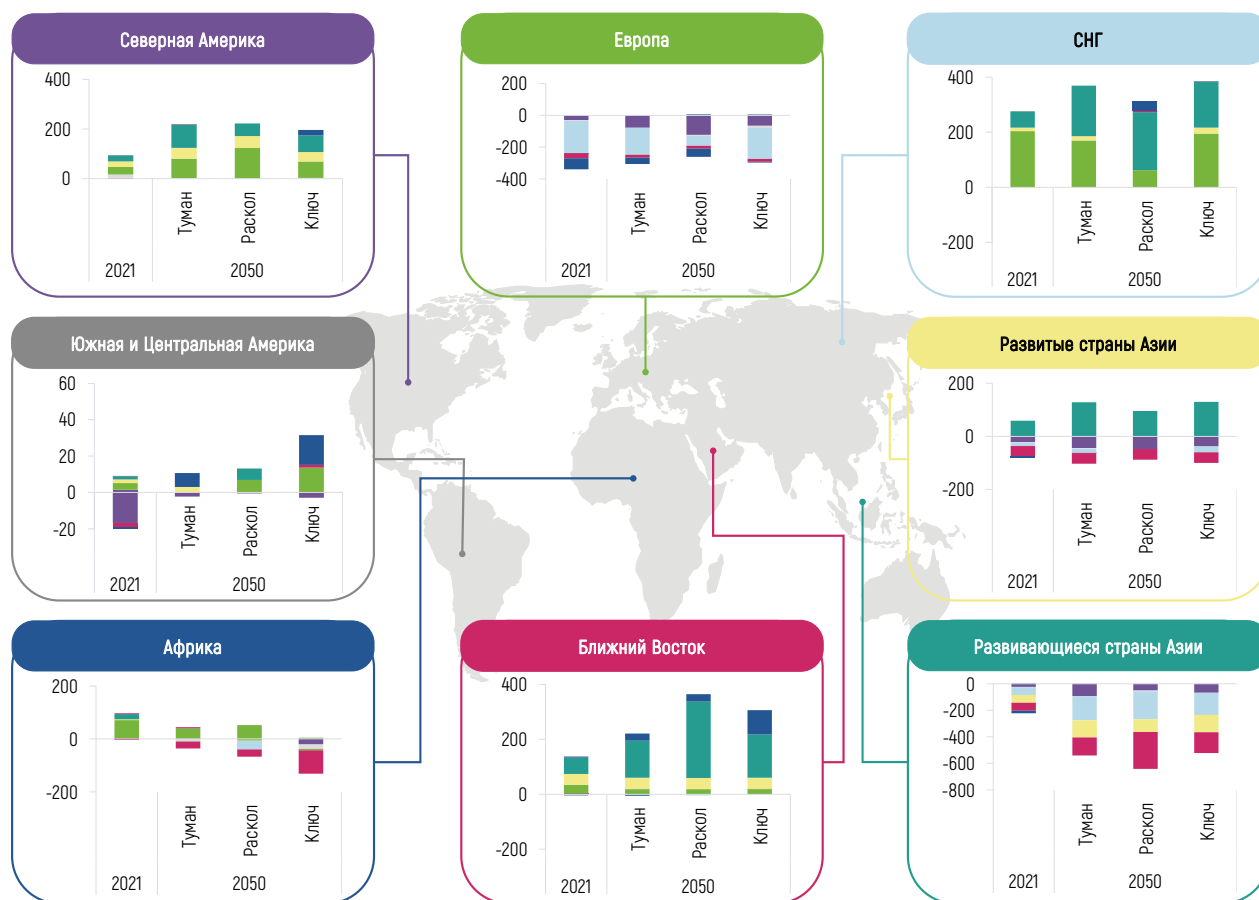 Северная Америка
400
200
0
Туман
Раскол
Ключ
2021
2050
Европа
200
0
-200
-400
Туман
Раскол
Ключ
2021
2050
СНГ
400
200
0
-200
Туман
Раскол
Ключ
2021
2050
Южная и Центральная Америка
60
40
20
0
-20
Туман
Раскол
Ключ
2021
2050
Развитые страны Азии
200
0
-200
Туман
Раскол
Ключ
2021
2050
Африка
200
0
-200
Туман
Раскол
Ключ
2021
2050
Ближний Восток
400
200
0
-200
Туман
Раскол
Ключ
2021
2050
Развивающиеся страны Азии
0
-200
-400
-600
-800
Туман
Раскол
Ключ
2021
2050